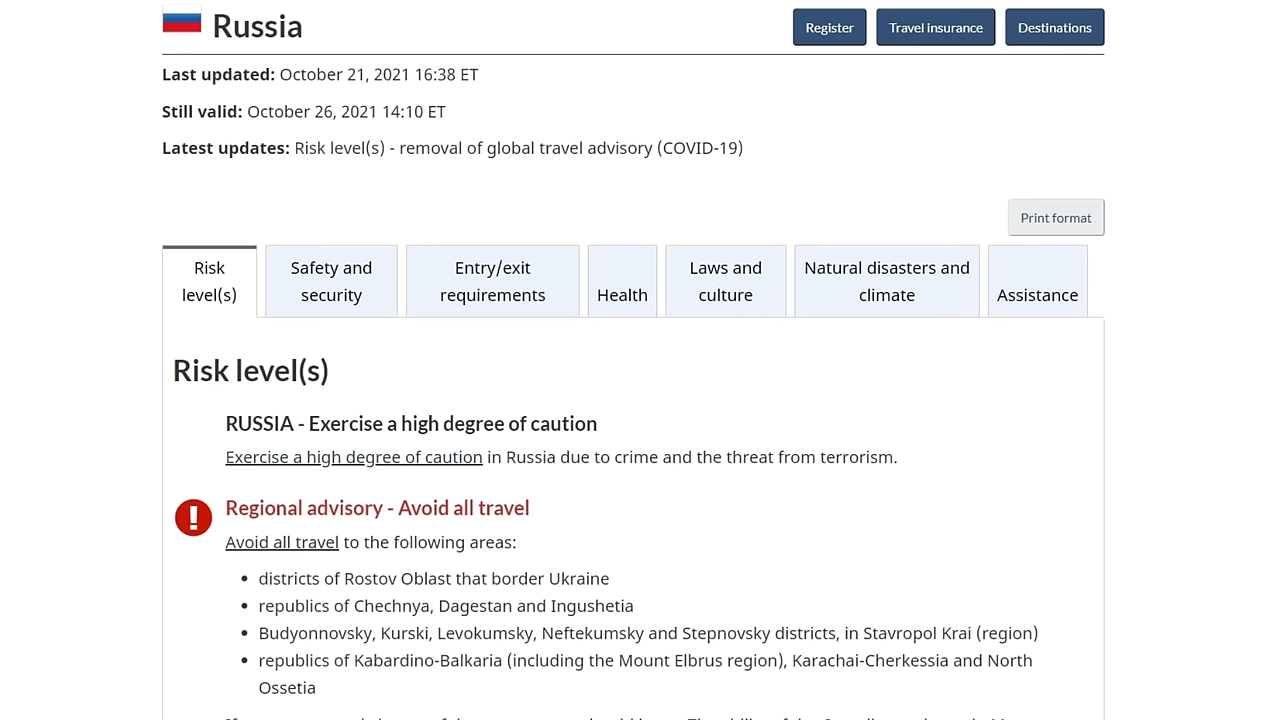 Russia
Register
Travel insurance
Destinations
Last updated: October 21, 2021 16:38 ET
Still valid: October 26, 2021 14:10 ET
Latest updates: Risk level(s) - removal of global travel advisory (COVID-19)
Print format
Risk
level(s)
Safety and
security
Entry/exit
requirements
Health
Laws and
culture
Natural disasters and
climate
Assistance
Risk level(s)
RUSSIA - Exercise a high degree of caution
Exercise a high degree of caution in Russia due to crime and the threat from terrorism.
Regional advisory - Avoid all travel
Avoid all travel to the following areas:
• districts of Rostov Oblast that border Ukraine
• republics of Chechnya, Dagestan and Ingushetia
• Budyonnovsky, Kurski, Levokumsky, Neftekumsky and Stepnovsky districts, in Stavropol Krai (region)
• republics of Kabardino-Balkaria (including the Mount Elbrus region), Karachai-Cherkessia and North
Ossetia